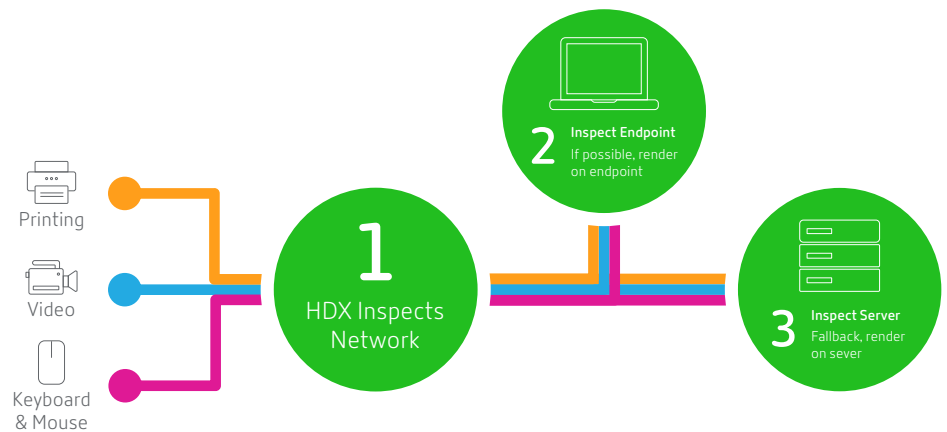 Printing
Video
Keyboard
& Mouse
1
HDX Inspects
Network
2
Inspect Endpoint
If possible, render
on endpoint
3
Inspect Server
Fallback, render
on sever